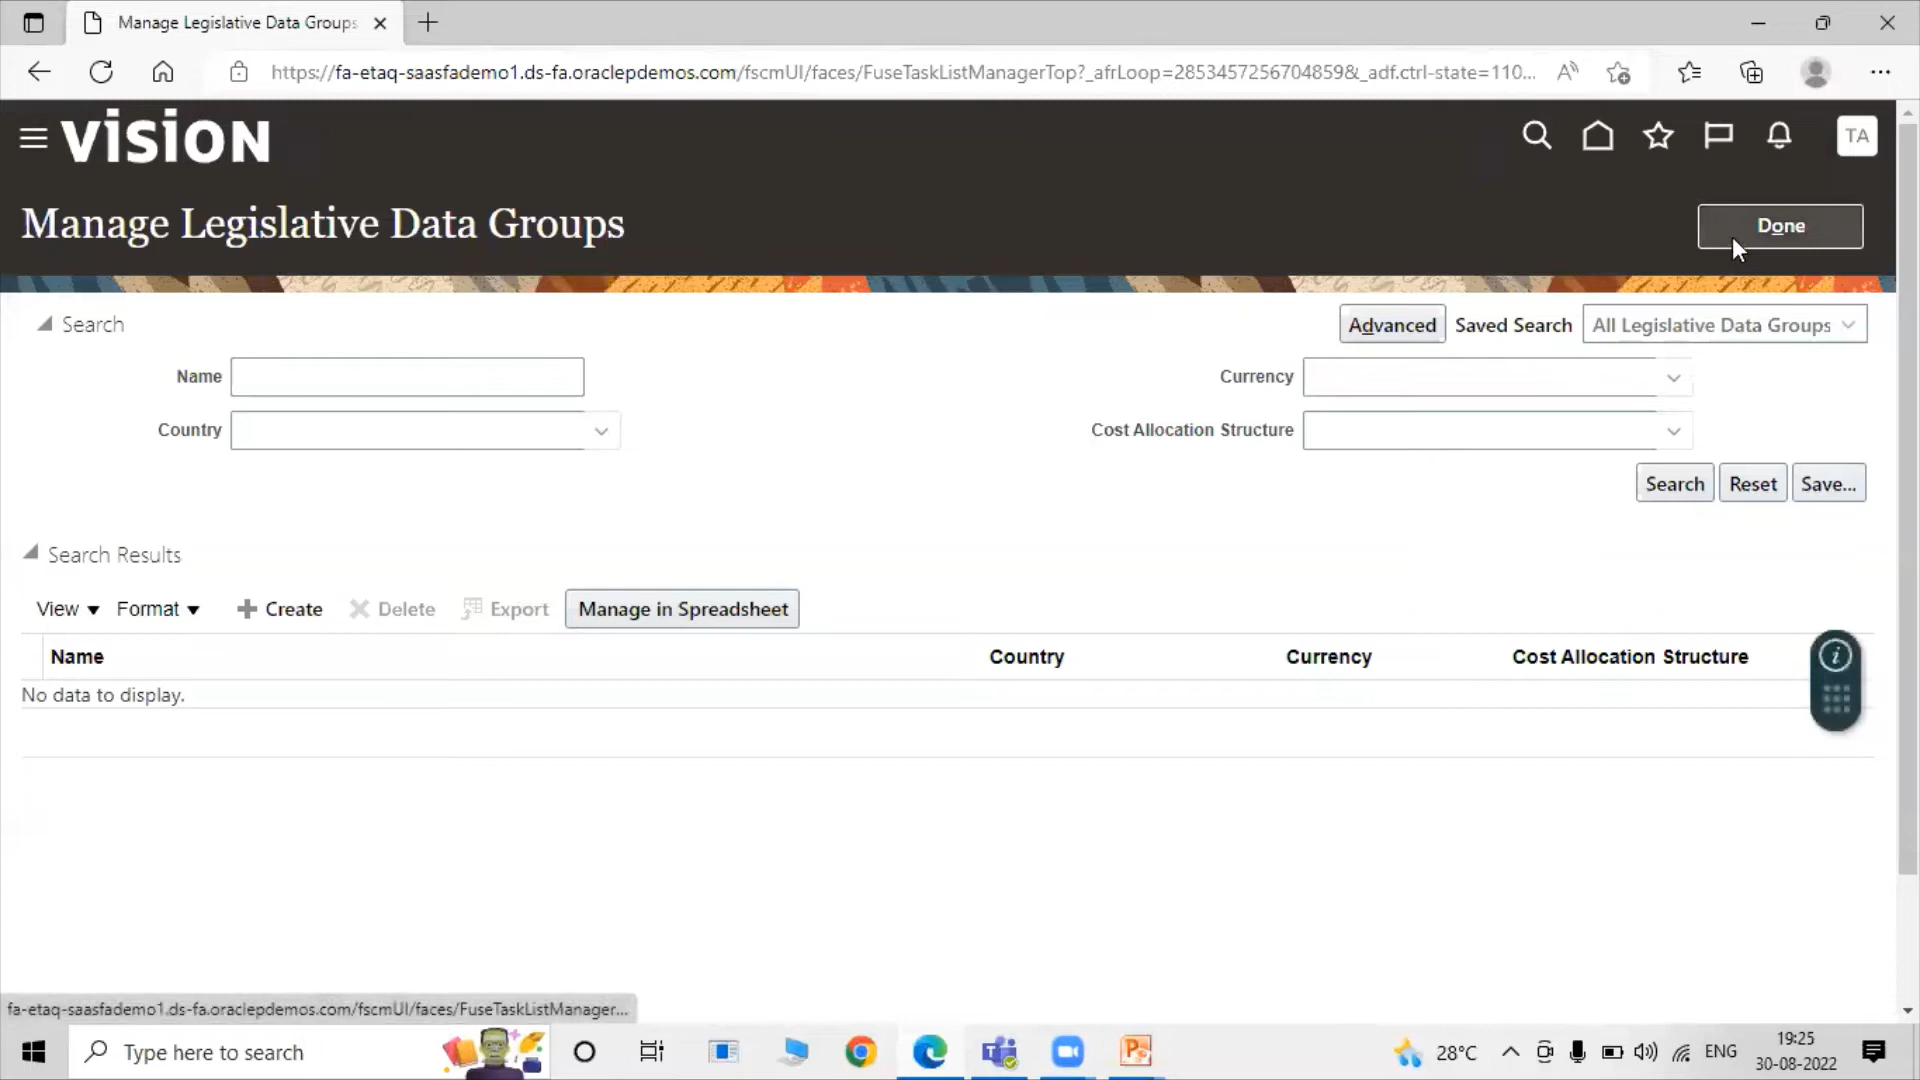 Manage Legislative Data Groups
https://fa-etaq-saasfademo1.ds-fa.oraclepdemos.com/fscmUI/faces/FuseTaskListManagerTop?_afrLoop=28534572567048598&_adf.ctrl-state=110...
VISION
TA
Manage Legislative Data Groups
Done
Search
Advanced Saved Search All Legislative Data Groups
Name
Currency
Country
Cost Allocation Structure
Search Reset Save...
Search Results
View Format Create Delete Export Manage in Spreadsheet
Name Country Currency Cost Allocation Structure
No data to display.
fa-etaq-saasfademo1.ds-fa.oraclepdemos.com/fscmUI/faces/FuseTaskListManager...
Type here to search
28°C
ENG
19:25
30-08-2022